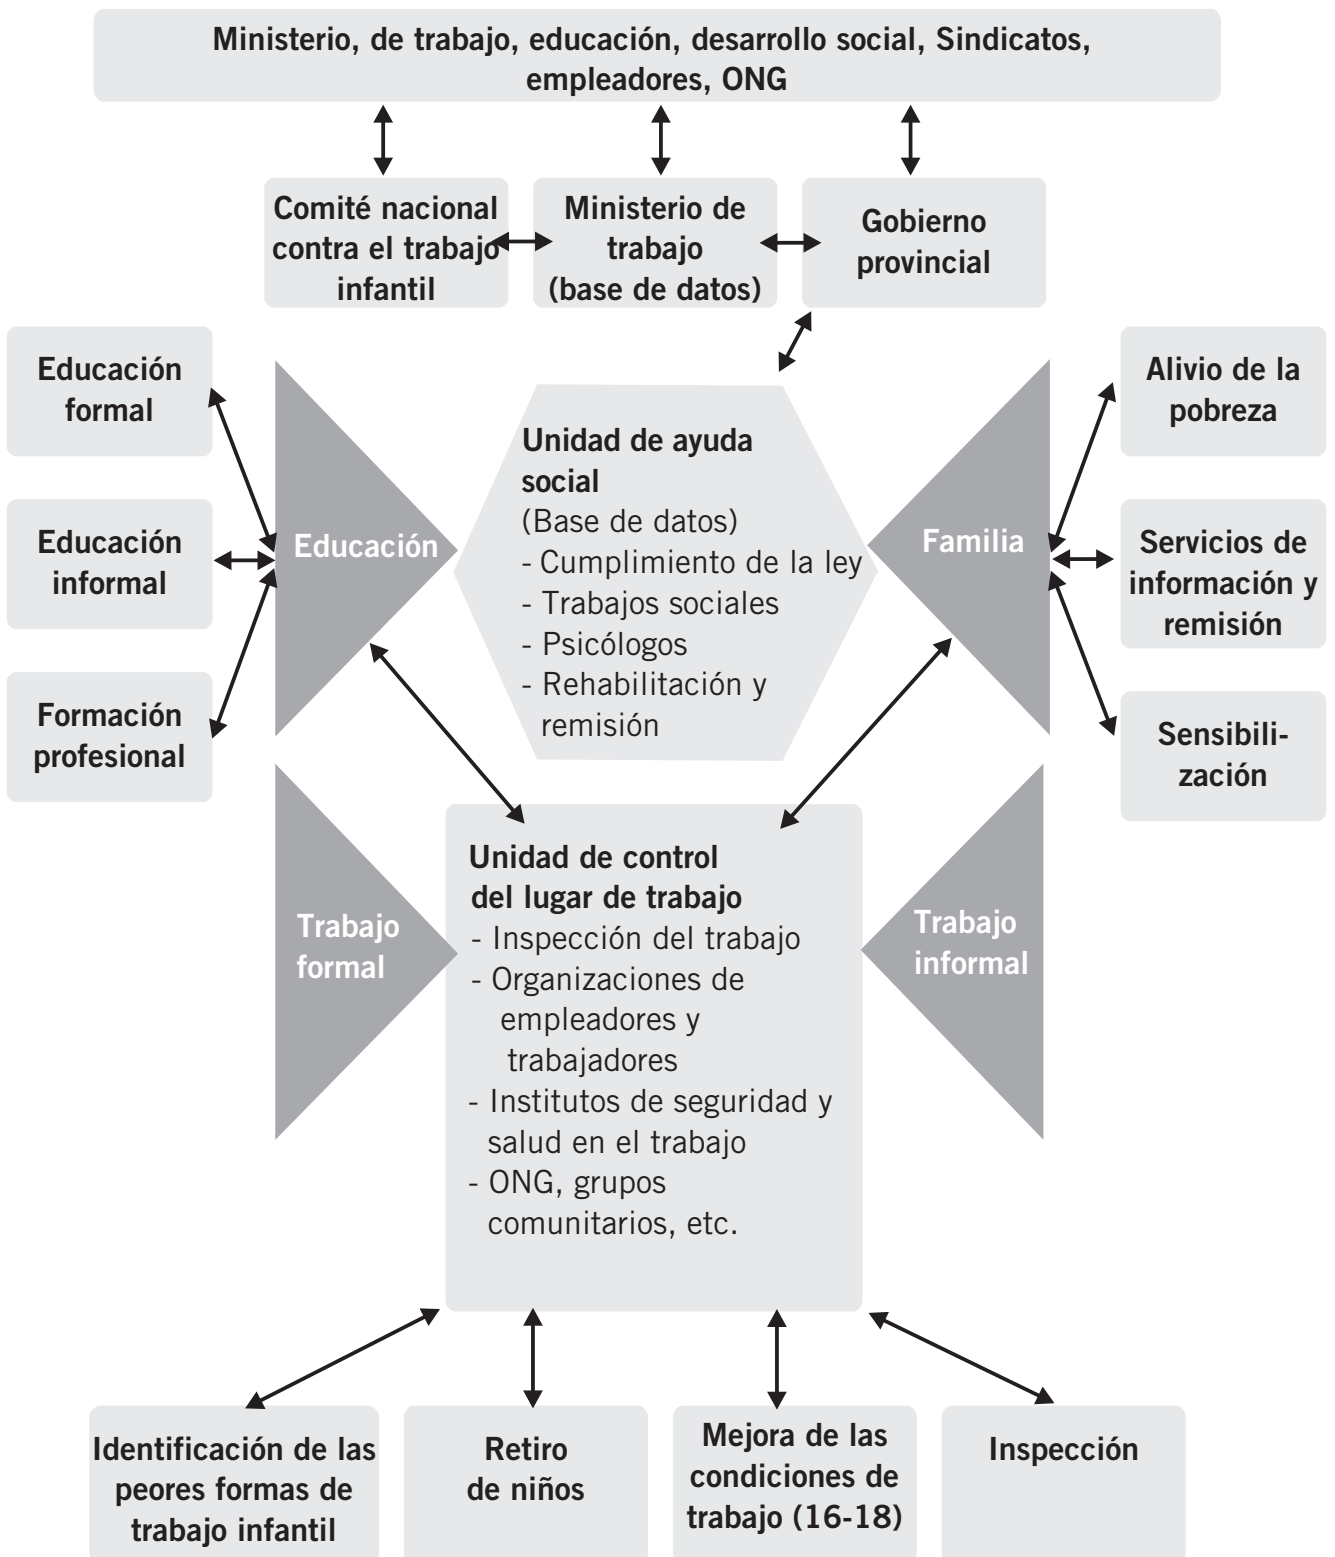 Ministerio, de trabajo, educación, desarrollo social, Sindicatos,
empleadores, ONG
Comité nacional
contra el trabajo
infantil
Ministerio de
trabajo
(base de datos)
Gobierno
provincial
Educación
formal
Educación
informal
Formación
profesional
Educación
Unidad de ayuda
social
(Base de datos)
- Cumplimiento de la ley
- Trabajos sociales
- Psicólogos
- Rehabilitación y
remisión
Familia
Alivio de la
pobreza
Servicios de
información y
remisión
Sensibili-
zación
Trabajo
formal
Unidad de control
del lugar de trabajo
- Inspección del trabajo
- Organizaciones de
empleadores y
trabajadores
- Institutos de seguridad y
salud en el trabajo
- ONG, grupos
comunitarios, etc.
Trabajo
informal
Identificación de las
peores formas de
trabajo infantil
Retiro
de niños
Mejora de las
condiciones de
trabajo (16-18)
Inspección